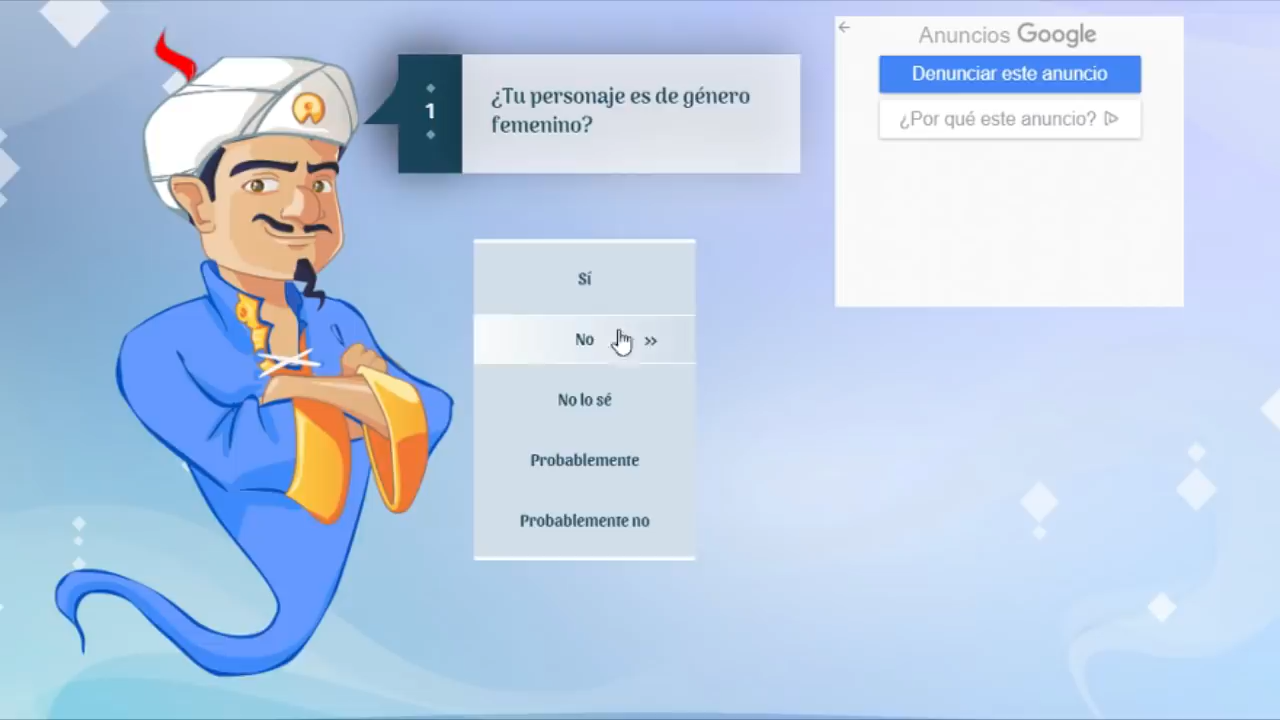 1
¿Tu personaje es de género
femenino?
Sí
No »
No lo sé
Probablemente
Probablemente no
Anuncios Google
Denunciar este anuncio
¿Por qué este anuncio?